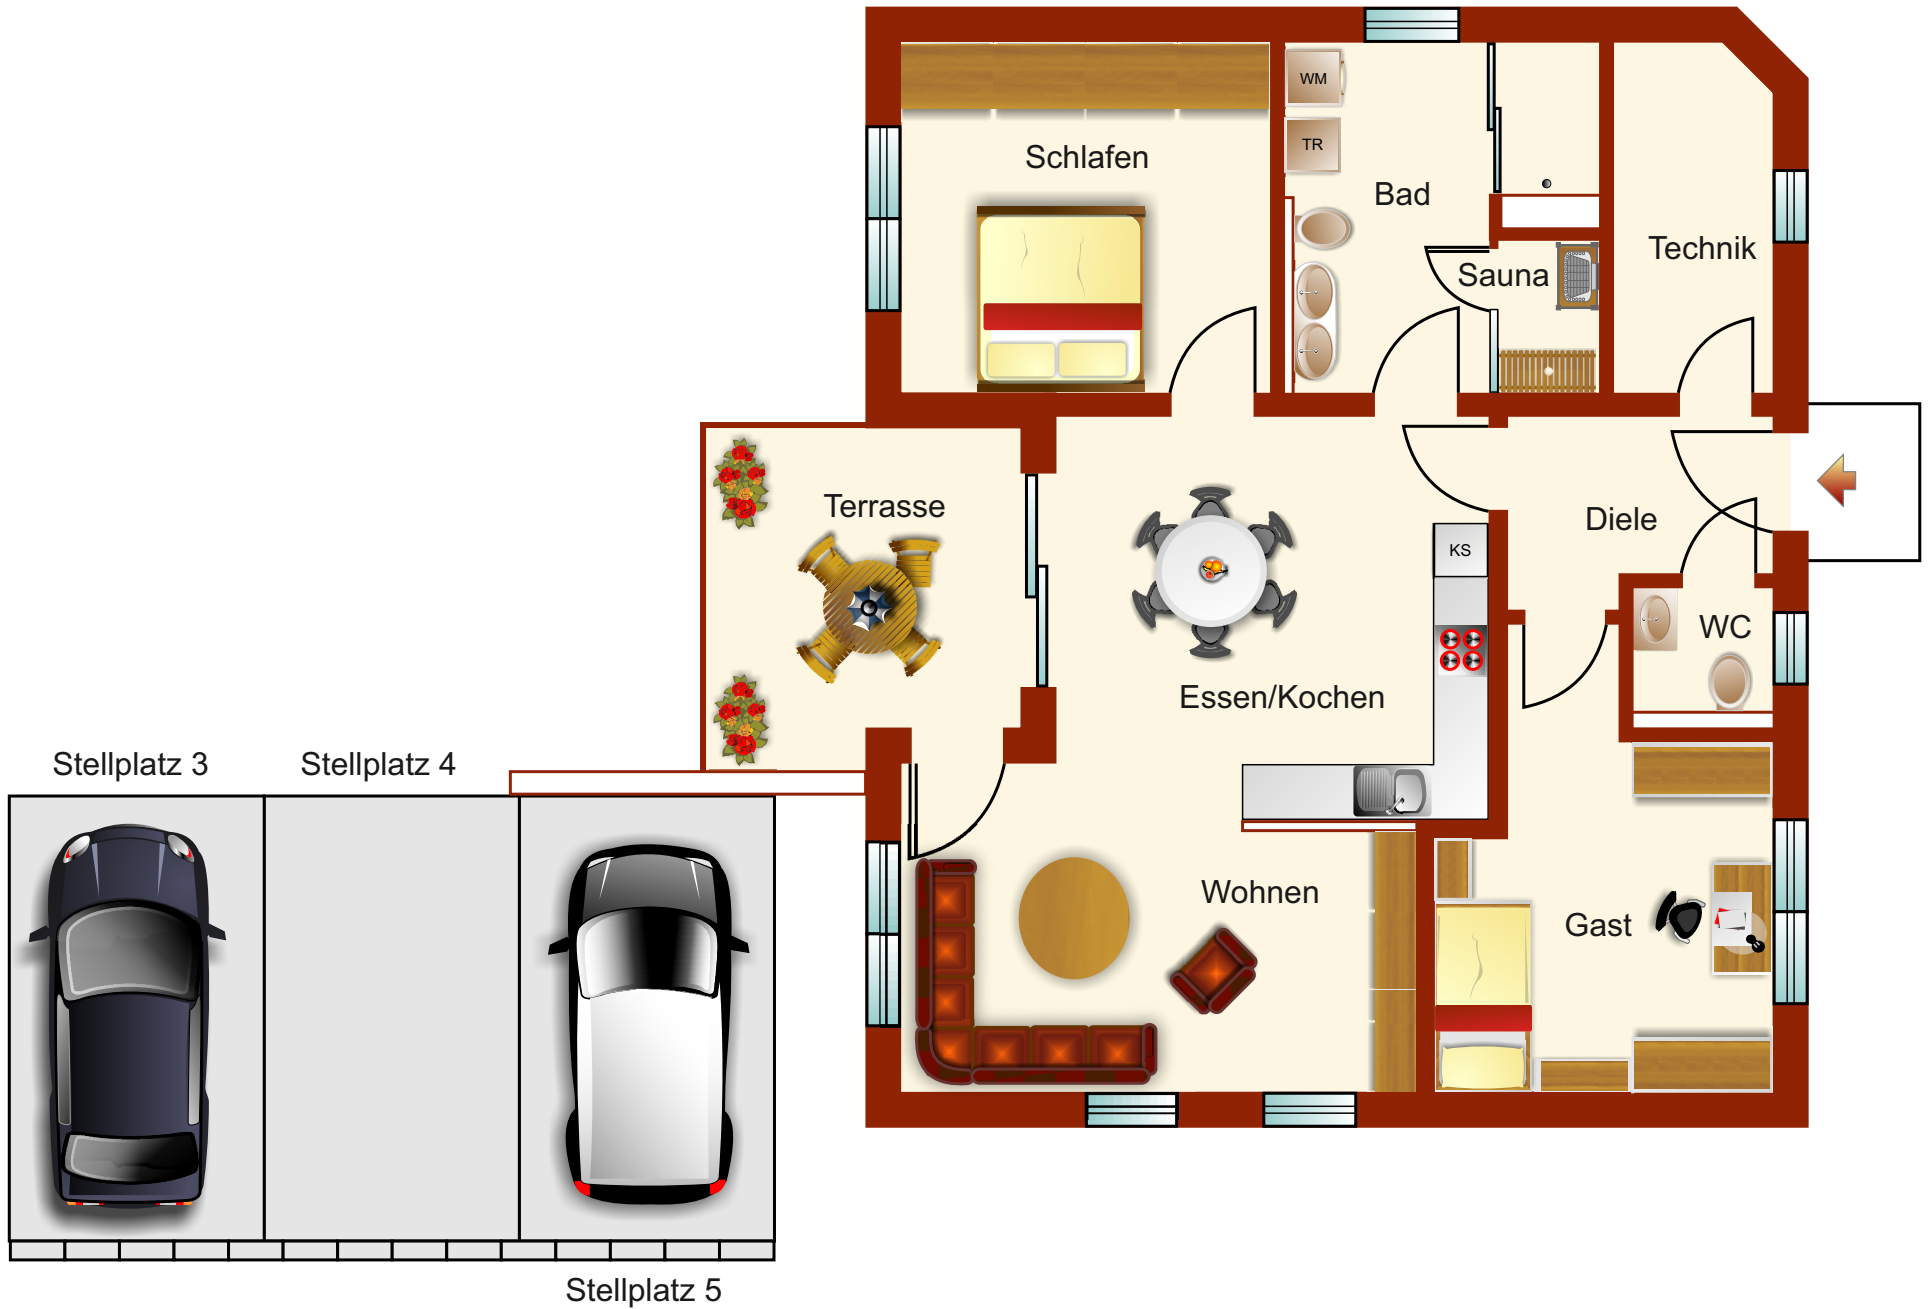 WM
TR
Schlafen
Bad
Technik
Sauna
Terrasse
Diele
KS
WC
Essen/Kochen
Stellplatz 3
Stellplatz 4
Wohnen
Gast
Stellplatz 5